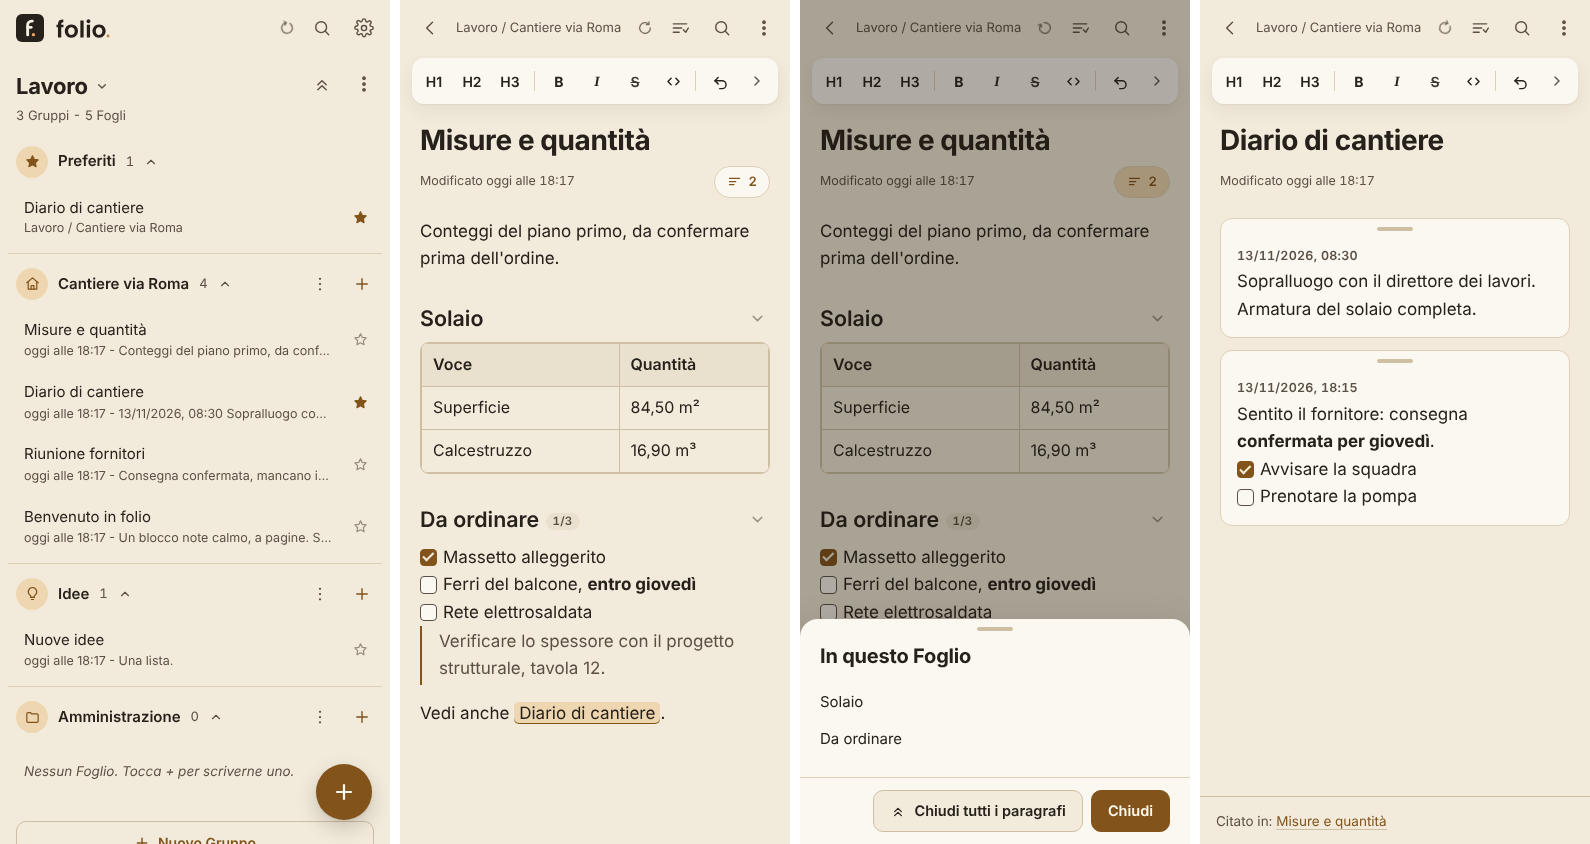 folio.
Lavoro
3 Gruppi - 5 Fogli
Preferiti 1
Diario di cantiere
Lavoro / Cantiere via Roma
Cantiere via Roma 4
Misure e quantità
oggi alle 18:17 - Conteggi del piano primo, da conf...
Diario di cantiere
oggi alle 18:17 - 13/11/2026, 08:30 Sopralluogo co...
Riunione fornitori
oggi alle 18:17 - Consegna confermata, mancano i...
Benvenuto in folio
oggi alle 18:17 - Un blocco note calmo, a pagine. S...
Idee 1
Nuove idee
oggi alle 18:17 - Una lista.
Amministrazione 0
Nessun Foglio. Tocca + per scriverne uno.
+ Nuovo Gruppo
Lavoro / Cantiere via Roma
H1 H2 H3 B I S <>
Misure e quantità
Modificato oggi alle 18:17
2
Conteggi del piano primo, da confermare
prima dell'ordine.
Solaio
Voce Quantità
Superficie 84,50 m²
Calcestruzzo 16,90 m³
Da ordinare 1/3
Massetto alleggerito
Ferri del balcone, entro giovedì
Rete elettrosaldata
Verificare lo spessore con il progetto
strutturale, tavola 12.
Vedi anche Diario di cantiere.
Lavoro / Cantiere via Roma
H1 H2 H3 B I S <>
Misure e quantità
Modificato oggi alle 18:17
2
Conteggi del piano primo, da confermare
prima dell'ordine.
Solaio
Voce Quantità
Superficie 84,50 m²
Calcestruzzo 16,90 m³
Da ordinare 1/3
Massetto alleggerito
Ferri del balcone, entro giovedì
Rete elettrosaldata
In questo Foglio
Solaio
Da ordinare
Chiudi tutti i paragrafi
Chiudi
Lavoro / Cantiere via Roma
H1 H2 H3 B I S <>
Diario di cantiere
Modificato oggi alle 18:17
13/11/2026, 08:30
Sopralluogo con il direttore dei lavori.
Armatura del solaio completa.
13/11/2026, 18:15
Sentito il fornitore: consegna
confermata per giovedì.
Avvisare la squadra
Prenotare la pompa
Citato in: Misure e quantità